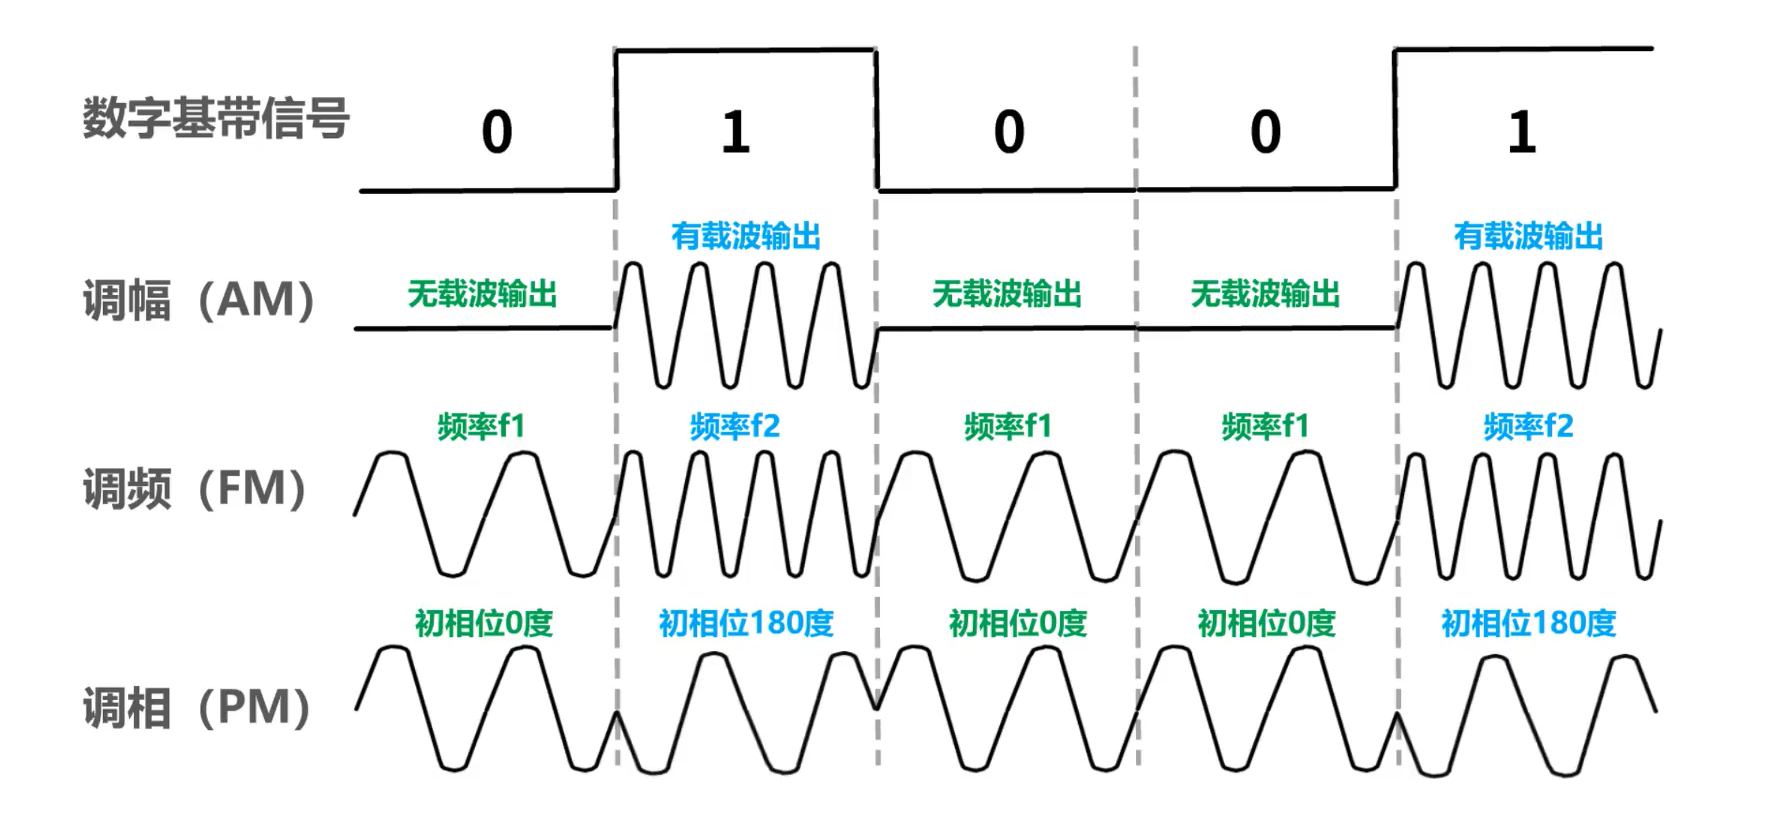 数字基带信号
0 1 0 0 1
有载波输出 有载波输出
调幅（AM） 无载波输出 无载波输出 无载波输出
频率f1 频率f2 频率f1 频率f1 频率f2
调频（FM）
初相位0度 初相位180度 初相位0度 初相位0度 初相位180度
调相（PM）